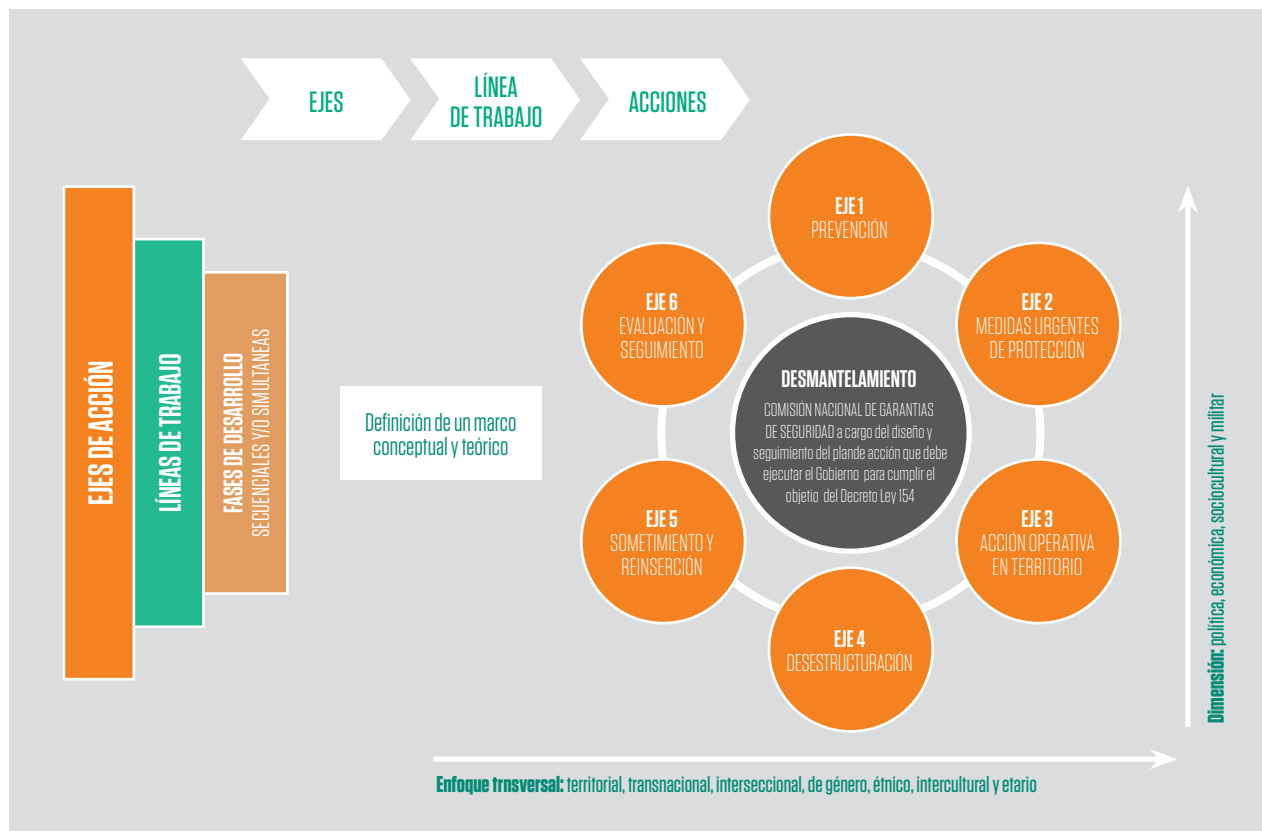 EJES
LÍNEA
DE TRABAJO
ACCIONES
EJES DE ACCIÓN
LÍNEAS DE TRABAJO
FASES DE DESARROLLO
SECUENCIALES Y/O SIMULTÁNEAS
Definición de un marco
conceptual y teórico
EJE 1
PREVENCIÓN
EJE 2
MEDIDAS URGENTES
DE PROTECCIÓN
EJE 3
ACCIÓN OPERATIVA
EN TERRITORIO
EJE 4
DESESTRUCTURACIÓN
EJE 5
SOMETIMIENTO Y
REINSERCIÓN
EJE 6
EVALUACIÓN Y
SEGUIMIENTO
DESMANTELAMIENTO
COMISIÓN NACIONAL DE GARANTIAS
DE SEGURIDAD a cargo del diseño y
seguimiento del plande acción que debe
ejecutar el Gobierno para cumplir el
objetio del Decreto Ley 154
Dimensión: política, económica, sociocultural y militar
Enfoque trnsversal: territorial, transnacional, interseccional, de género, étnico, intercultural y etario